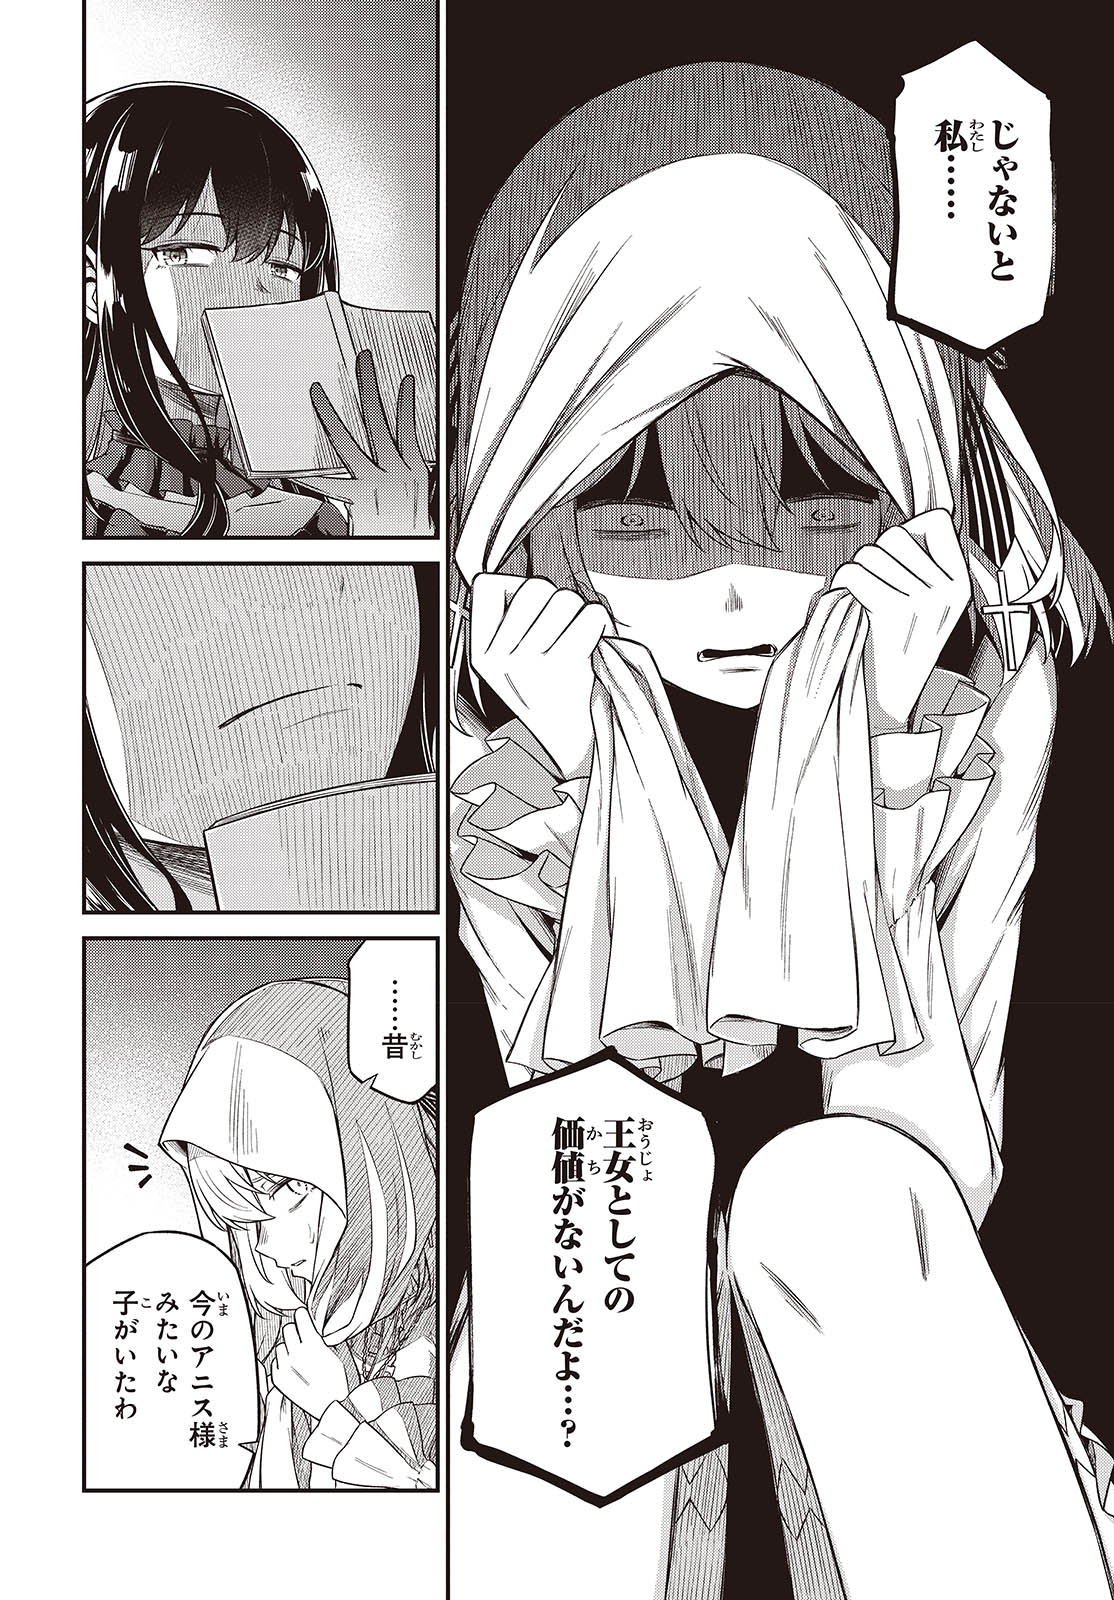 じゃないと
私……
王女としての
価値がないんだよ…？
……昔
今のアニス様
みたいな
子がいたわ